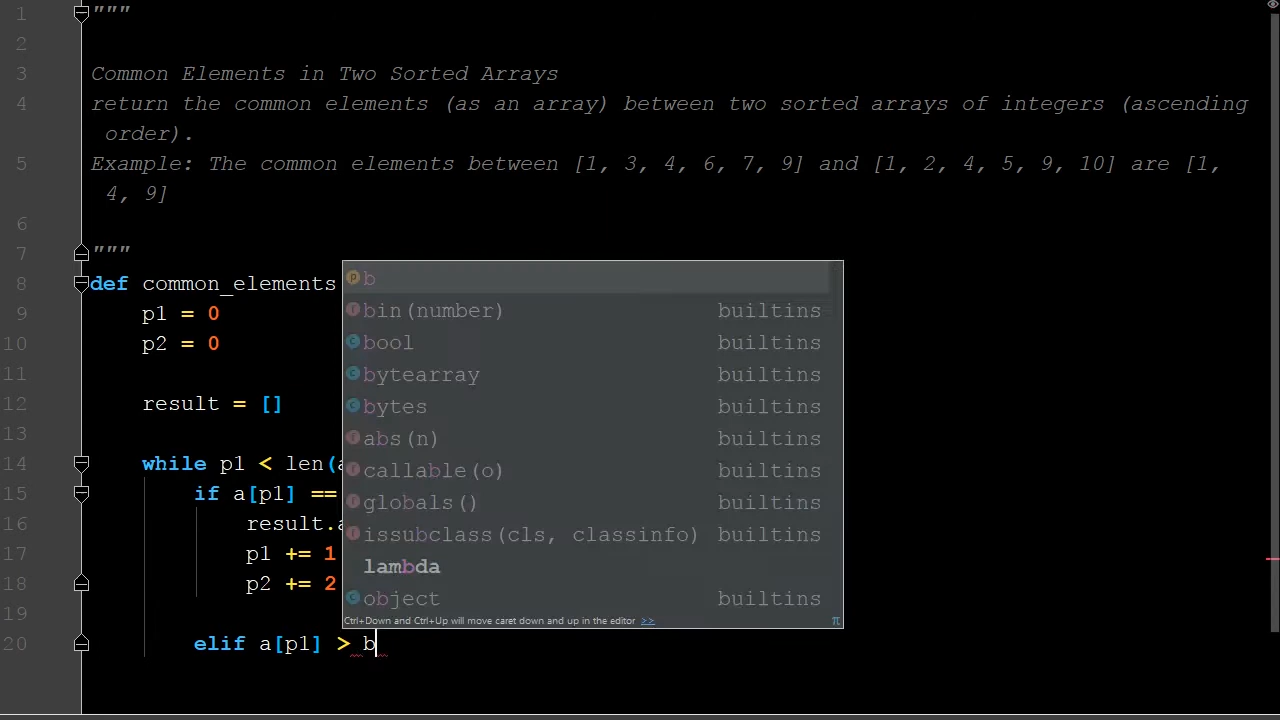 1 """
2
3 Common Elements in Two Sorted Arrays
4 return the common elements (as an array) between two sorted arrays of integers (ascending
order).
5 Example: The common elements between [1, 3, 4, 6, 7, 9] and [1, 2, 4, 5, 9, 10] are [1,
4, 9]
6
7 """
8 def common_elements
9 p1 = 0
10 p2 = 0
11
12 result = []
13
14 while p1 < len(a
15 if a[p1] ==
16 result.a
17 p1 += 1
18 p2 += 2
19
20 elif a[p1] > b
p b
f bin(number) builtins
c bool builtins
c bytearray builtins
c bytes builtins
f abs(n) builtins
f callable(o) builtins
f globals() builtins
f issubclass(cls, classinfo) builtins
lambda
c object builtins
Ctrl+Down and Ctrl+Up will move caret down and up in the editor >> π